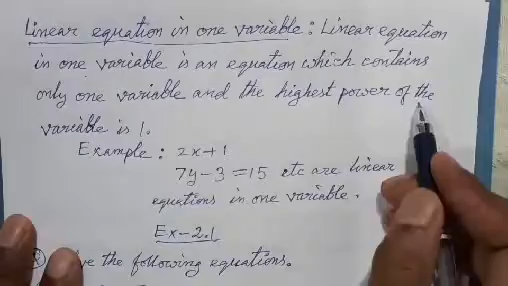 Linear equation in one variable: Linear equation
in one variable is an equation which contains
only one variable and the highest power of the
variable is 1.
Example: 2x+1
7y-3=15 etc are linear
equations in one variable.
Ex-2.1
the following equations.